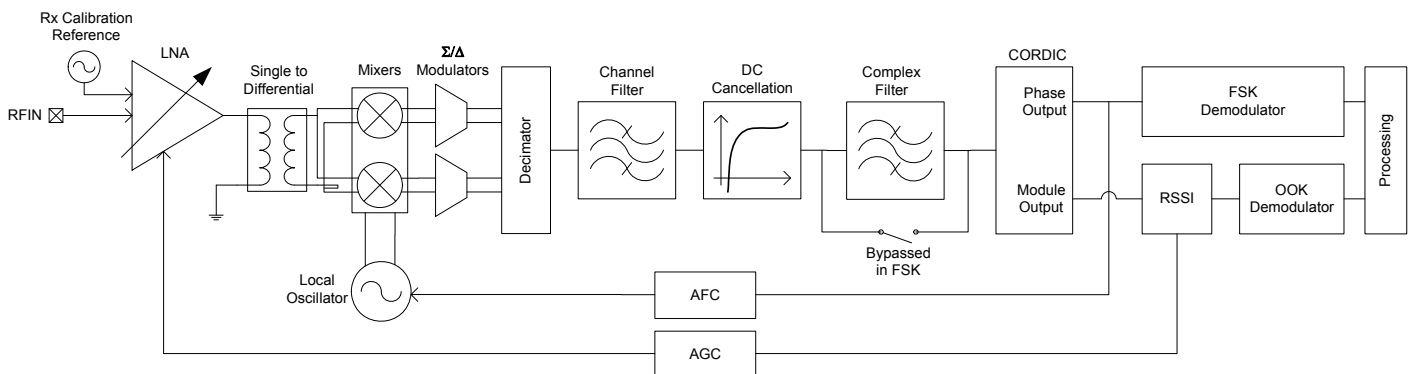 Rx Calibration
Reference
LNA
RFIN
Single to
Differential
Mixers
Σ/Δ
Modulators
Decimator
Channel
Filter
DC
Cancellation
Complex
Filter
Bypassed
in FSK
CORDIC
Phase
Output
Module
Output
FSK
Demodulator
RSSI
OOK
Demodulator
Processing
Local
Oscillator
AFC
AGC